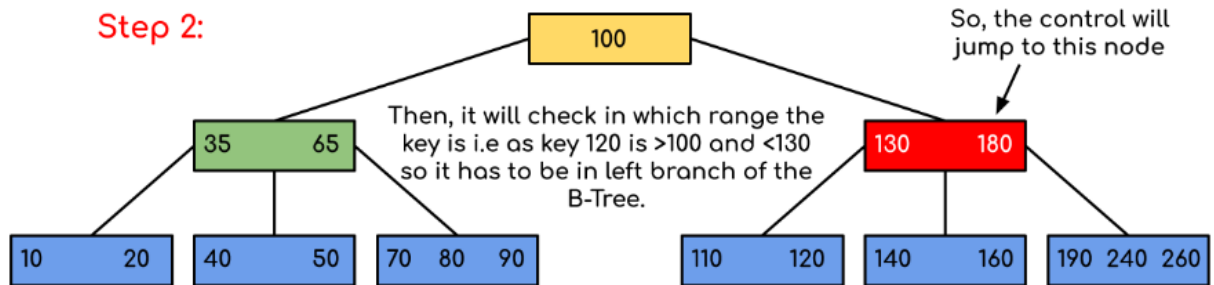 Step 2:
100
So, the control will
jump to this node
Then, it will check in which range the
key is i.e as key 120 is >100 and <130
so it has to be in left branch of the
B-Tree.
35 65
130 180
10 20
40 50
70 80 90
110 120
140 160
190 240 260